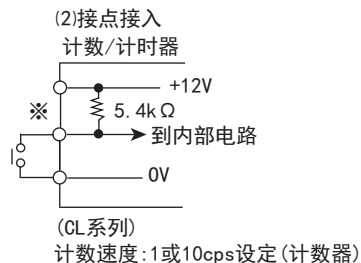 (2)接点接入
计数/计时器
+12V
※
5.4kΩ
到内部电路
0V
(CL系列)
计数速度:1或10cps设定(计数器)